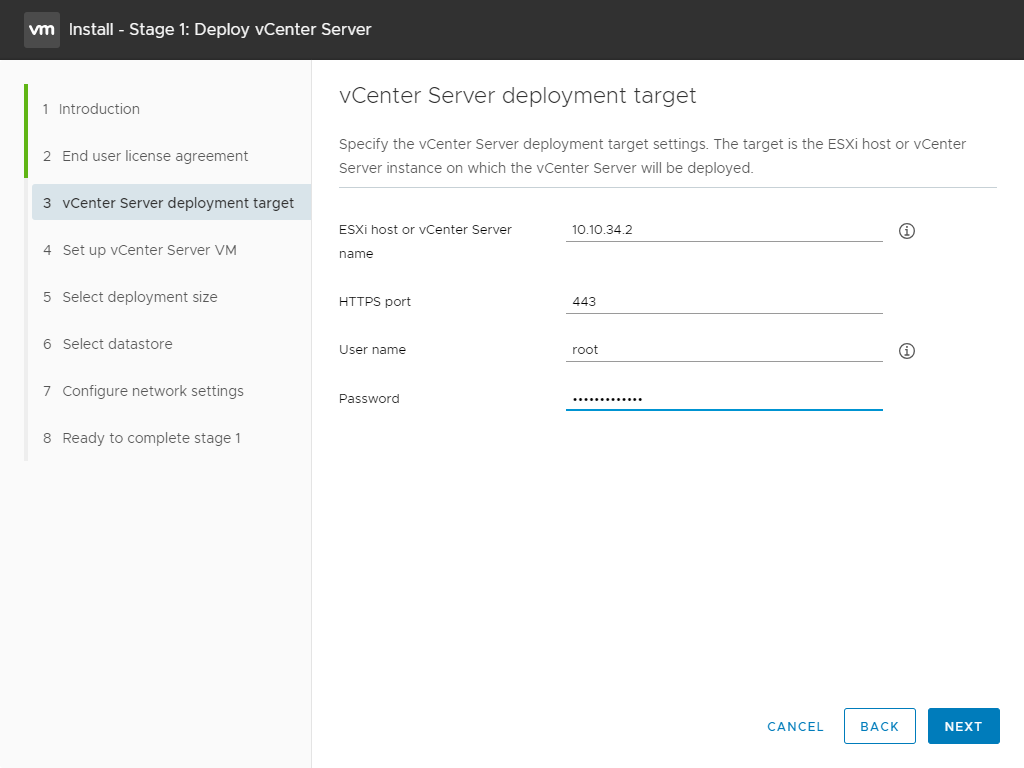 vm Install - Stage 1: Deploy vCenter Server
1 Introduction
2 End user license agreement
3 vCenter Server deployment target
4 Set up vCenter Server VM
5 Select deployment size
6 Select datastore
7 Configure network settings
8 Ready to complete stage 1
vCenter Server deployment target
Specify the vCenter Server deployment target settings. The target is the ESXi host or vCenter
Server instance on which the vCenter Server will be deployed.
ESXi host or vCenter Server
name
10.10.34.2
HTTPS port 443
User name root
Password •••••••••••••
CANCEL BACK NEXT